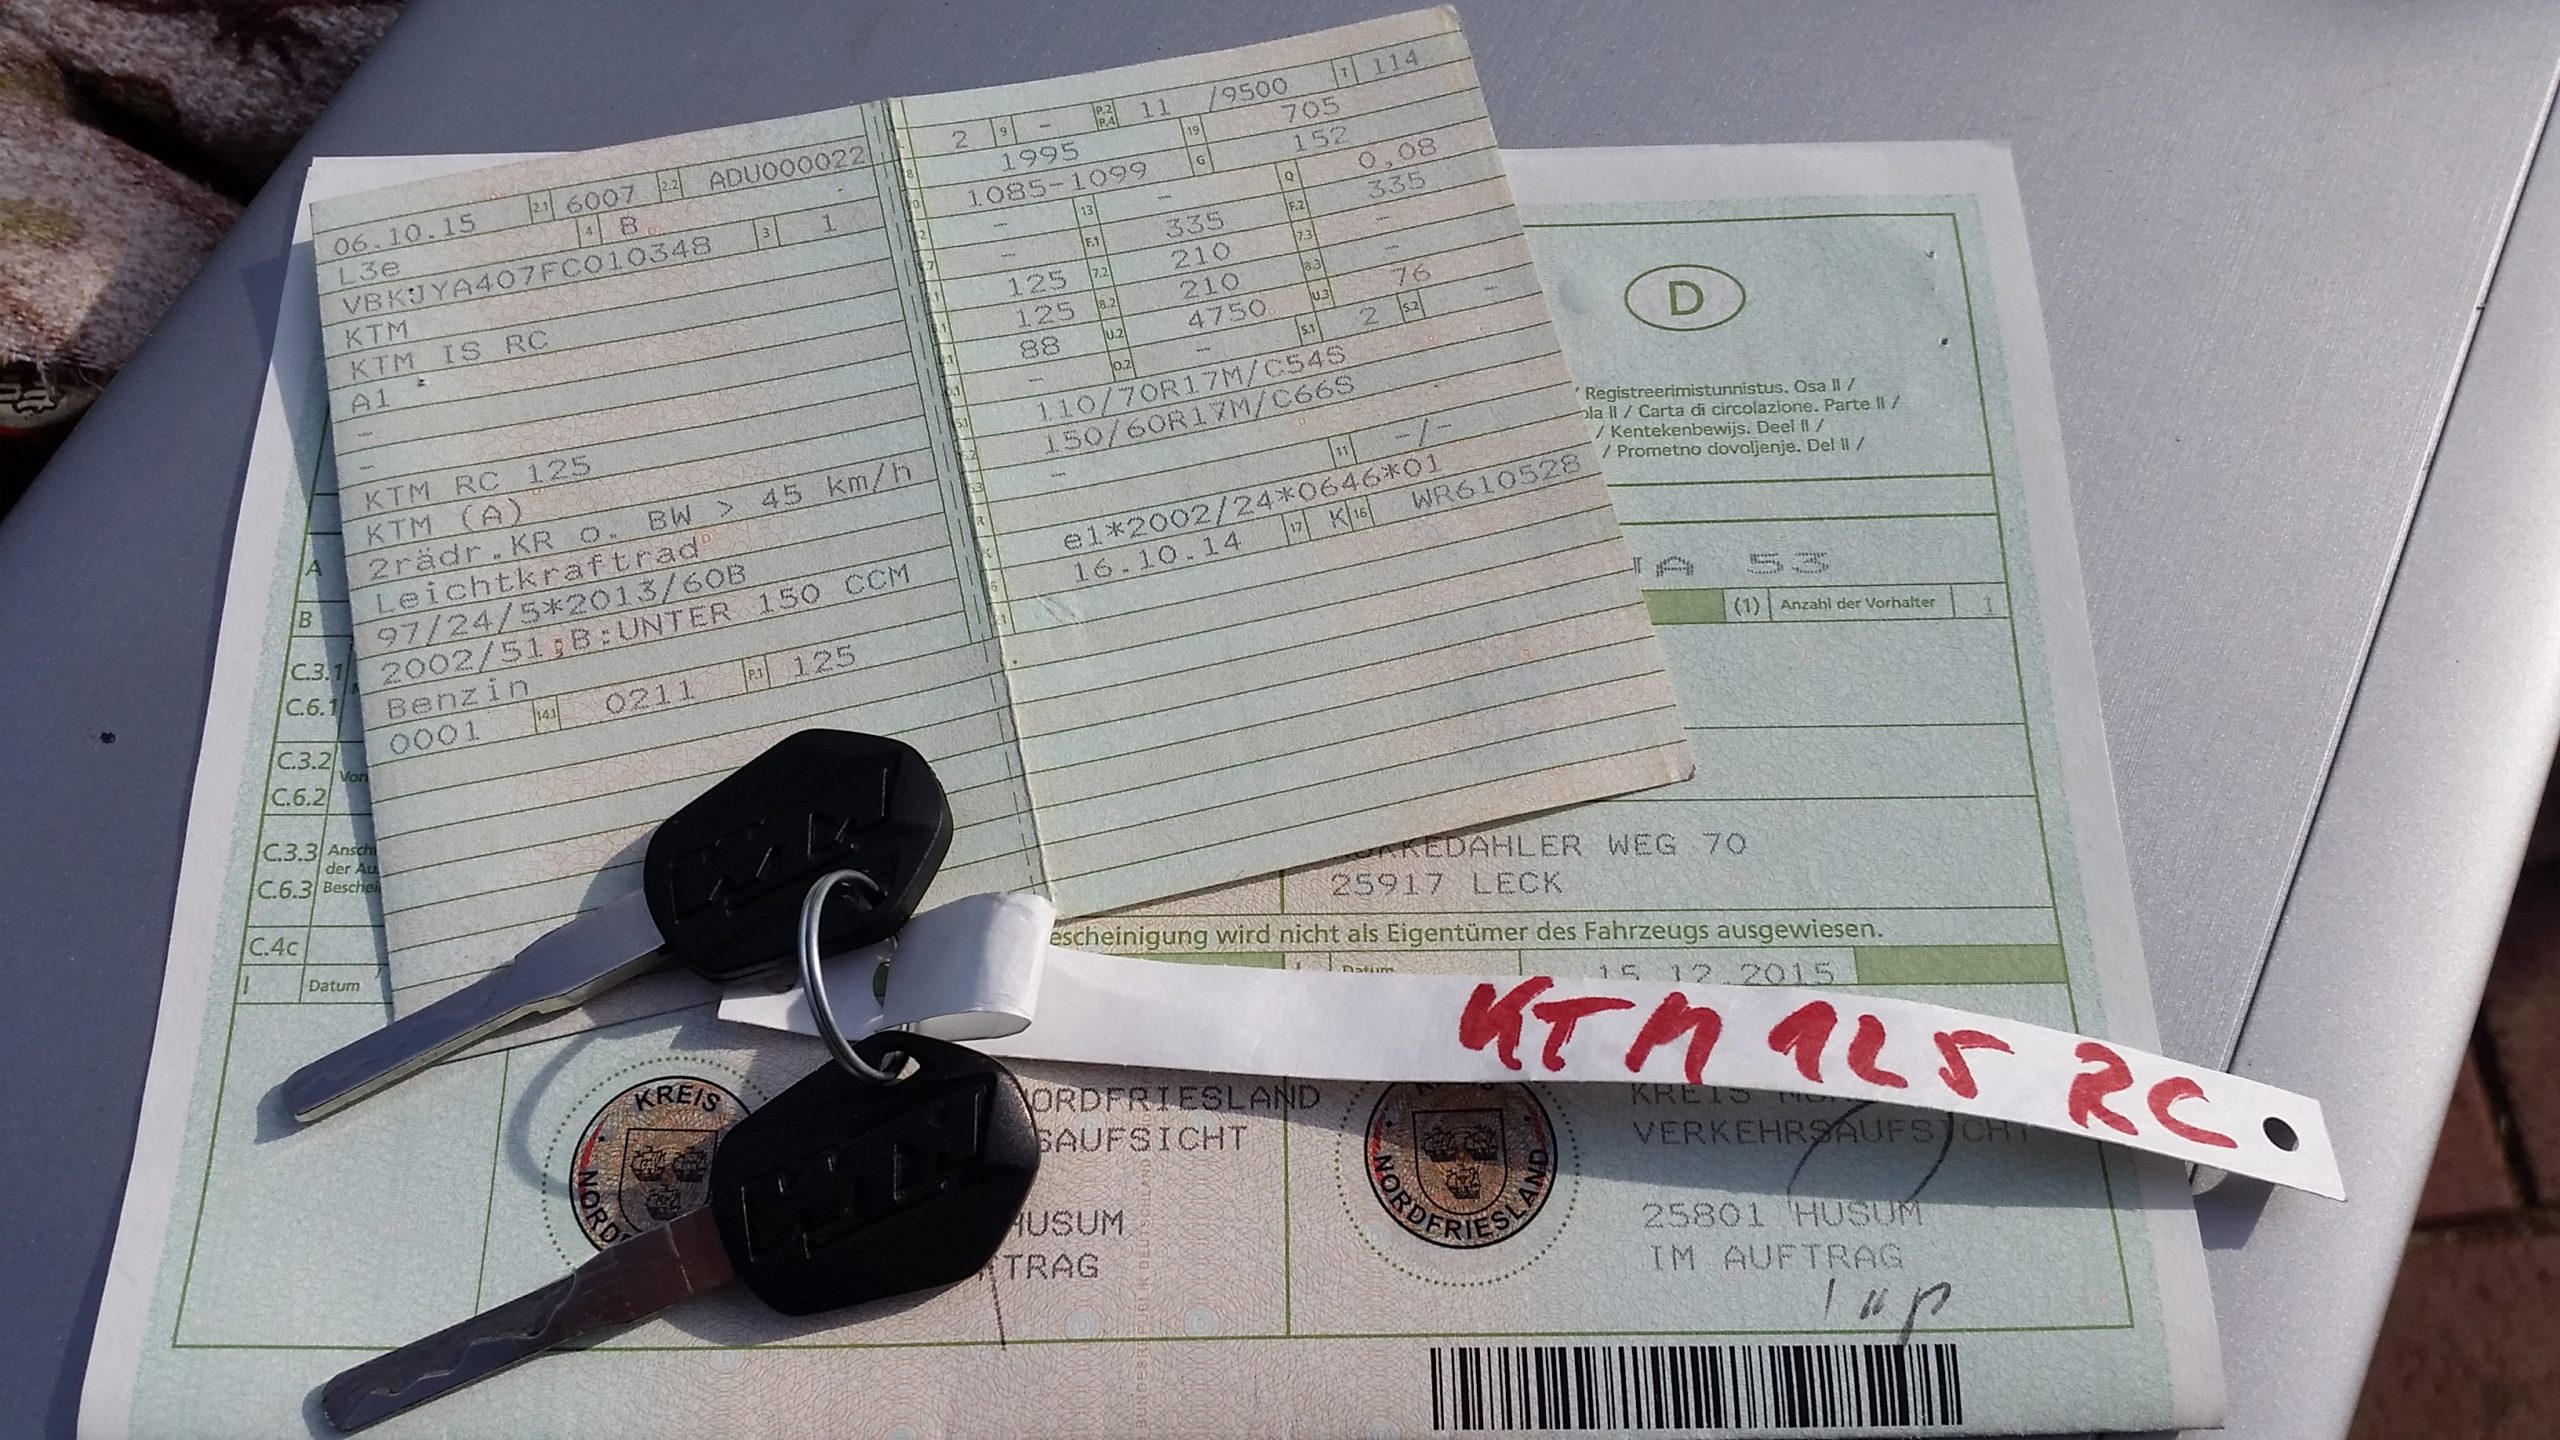 06.10.15 2.1 6007 2.2 ADU000022
L3e 4 B
VBKJYA407FC010348 3 1
KTM
KTM IS RC
A1
-
-
KTM RC 125
KTM (A)
2rädr.KR o. BW > 45 km/h
Leichtkraftrad
97/24/5*2013/60B
2002/51;B:UNTER 150 CCM
Benzin
0001 14.1 0211 P.1 125
2 9 - P.2 P.4 11 /9500 T 114
1995 19 705
1085-1099 G 152
- 13 - Q 0,08
- F.1 335 F.2 335
125 7.2 210 7.3 -
125 8.2 210 8.3 -
88 U.2 4750 U.3 76
- O.2 - S.1 2 S.2 -
110/70R17M/C54S
150/60R17M/C66S
-
11 -/-
e1*2002/24*0646*01
16.10.14 17 K 16 WR610528
D
/ Registreerimistunnistus. Osa II /
II / Carta di circolazione. Parte II /
/ Kentekenbewijs. Deel II /
/ Prometno dovoljenje. Del II /
A 53
B (1) Anzahl der Vorhalter 1
C.3.1
C.6.1
C.3.2
C.6.2
C.3.3
C.6.3
WEG 70
25917 LECK
C.4c
wird nicht als Eigentümer des Fahrzeugs ausgewiesen.
I Datum Datum 15.12.2015
KTM 125 RC
KREIS
NORDFRIESLAND
KREIS
VERKEHRSAUFSICHT
HUSUM
25801 HUSUM
IM AUFTRAG
BUNDESREPUBLIK DEUTSCHLAND
KTM
KTM